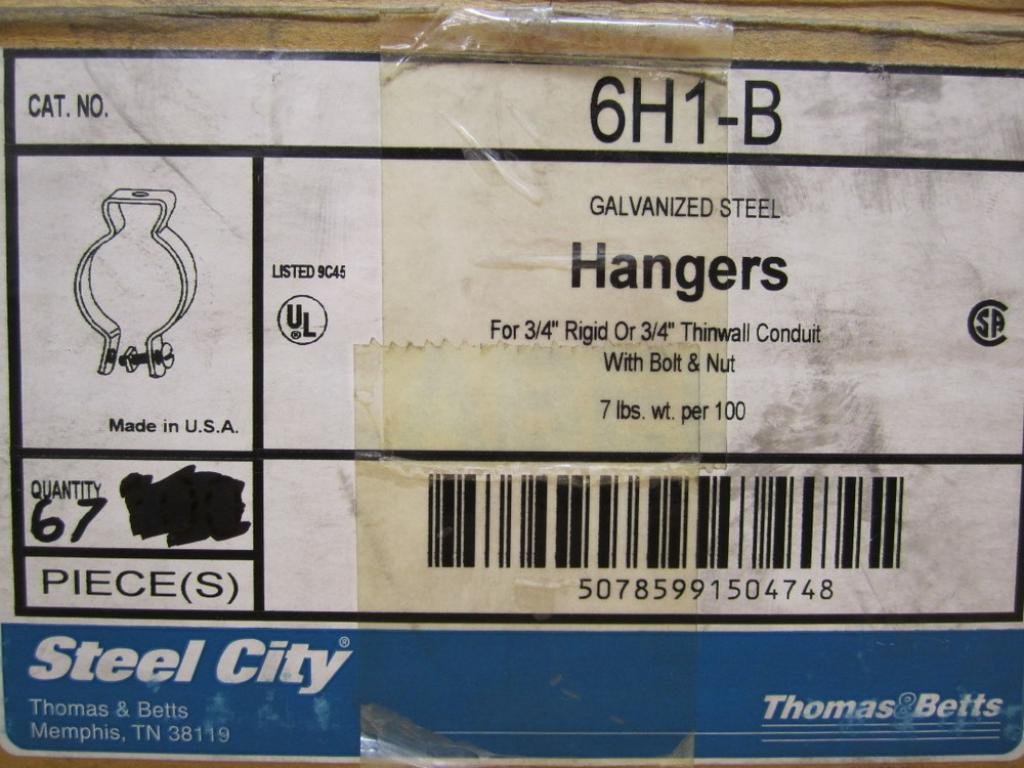 CAT. NO.
6H1-B
GALVANIZED STEEL
Hangers
LISTED 9C45
UL
®
For 3/4" Rigid Or 3/4" Thinwall Conduit
With Bolt & Nut
7 lbs. wt. per 100
SA
Made in U.S.A.
QUANTITY
67
PIECE(S)
50785991504748
Steel City®
Thomas & Betts
Memphis, TN 38119
Thomas&Betts